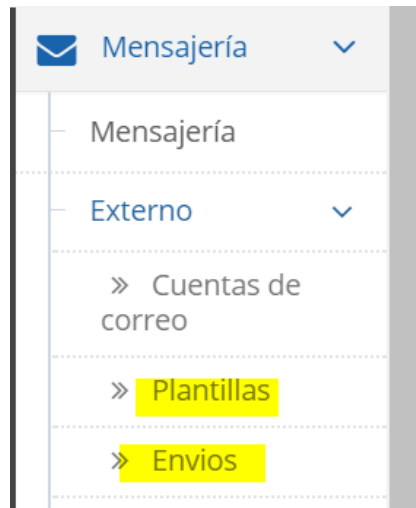 Mensajería
Mensajería
Externo
» Cuentas de
correo
» Plantillas
» Envios